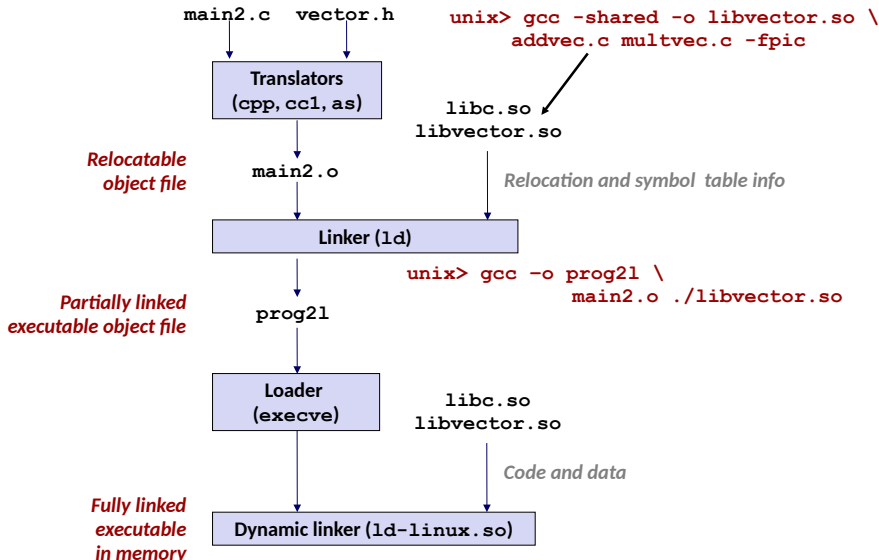 main2.c vector.h
unix> gcc -shared -o libvector.so \
addvec.c multvec.c -fpic
Translators
(cpp, cc1, as)
libc.so
libvector.so
Relocatable
object file
main2.o
Relocation and symbol table info
Linker (ld)
unix> gcc –o prog2l \
main2.o ./libvector.so
Partially linked
executable object file
prog2l
Loader
(execve)
libc.so
libvector.so
Code and data
Fully linked
executable
in memory
Dynamic linker (ld-linux.so)